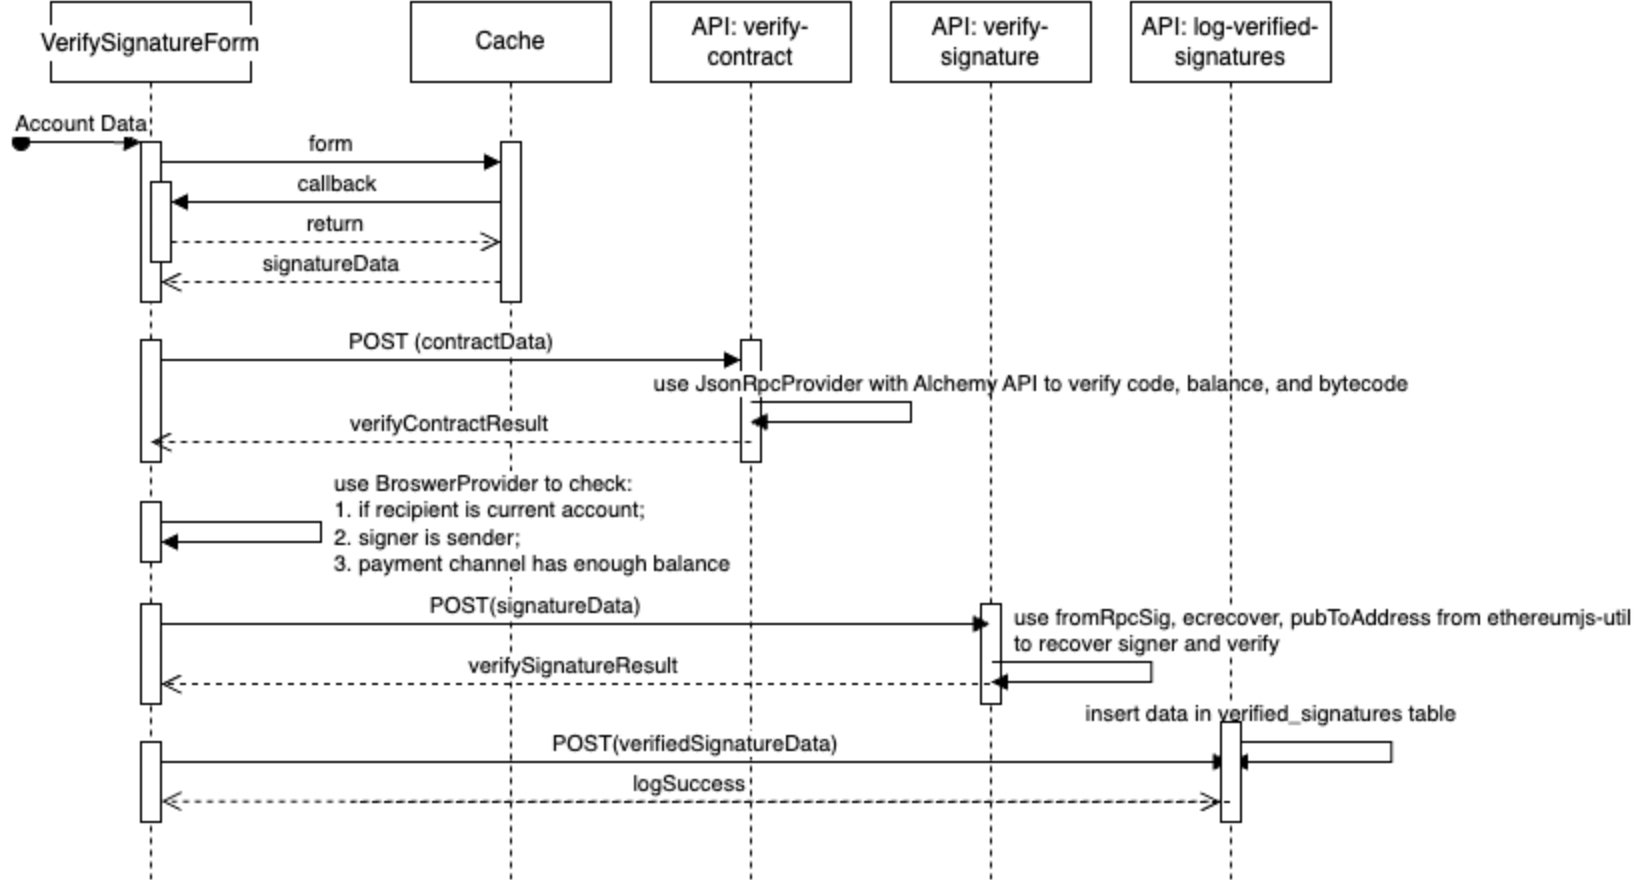 VerifySignatureForm
Cache
API: verify-
contract
API: verify-
signature
API: log-verified-
signatures
Account Data
form
callback
return
signatureData
POST (contractData)
use JsonRpcProvider with Alchemy API to verify code, balance, and bytecode
verifyContractResult
use BroswerProvider to check:
1. if recipient is current account;
2. signer is sender;
3. payment channel has enough balance
POST(signatureData)
use fromRpcSig, ecrecover, pubToAddress from ethereumjs-util
to recover signer and verify
verifySignatureResult
insert data in verified_signatures table
POST(verifiedSignatureData)
logSuccess